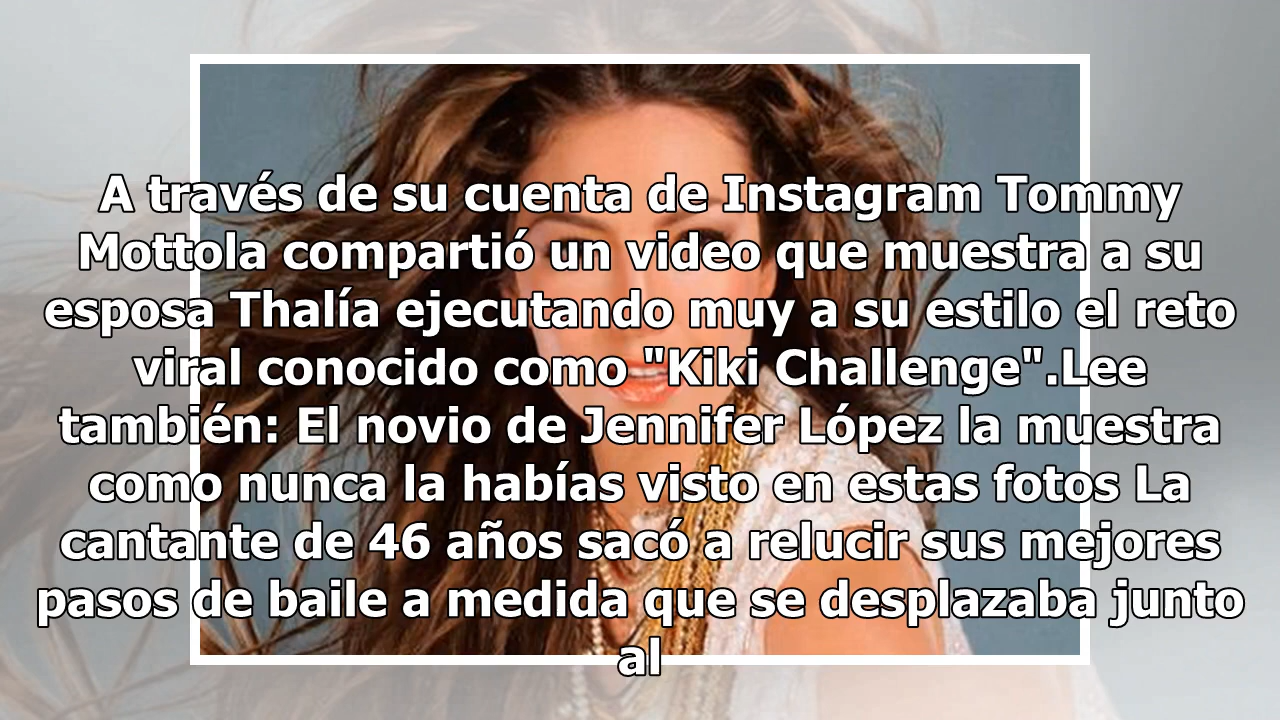 A través de su cuenta de Instagram Tommy
Mottola compartió un video que muestra a su
esposa Thalía ejecutando muy a su estilo el reto
viral conocido como "Kiki Challenge".Lee
también: El novio de Jennifer López la muestra
como nunca la habías visto en estas fotos La
cantante de 46 años sacó a relucir sus mejores
pasos de baile a medida que se desplazaba junto
al